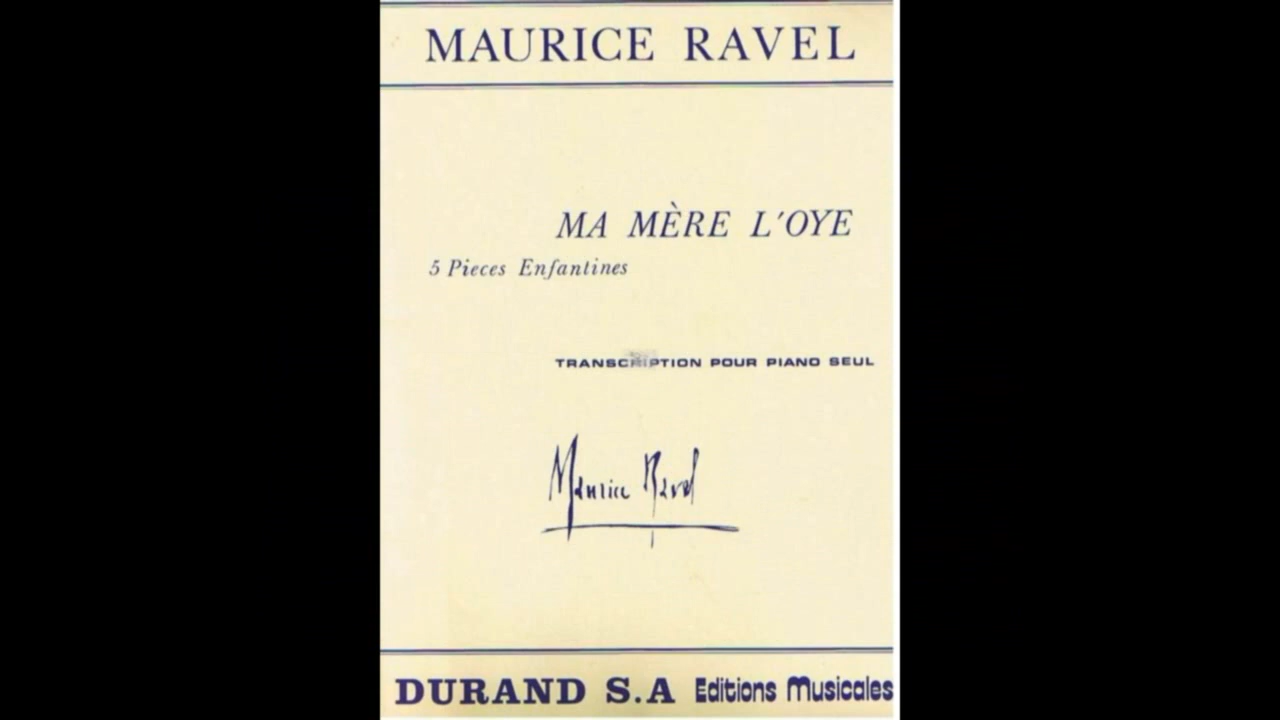 MAURICE RAVEL
MA MÈRE L'OYE
5 Pieces Enfantines
TRANSCRIPTION POUR PIANO SEUL
Maurice Ravel
DURAND S.A Editions Musicales